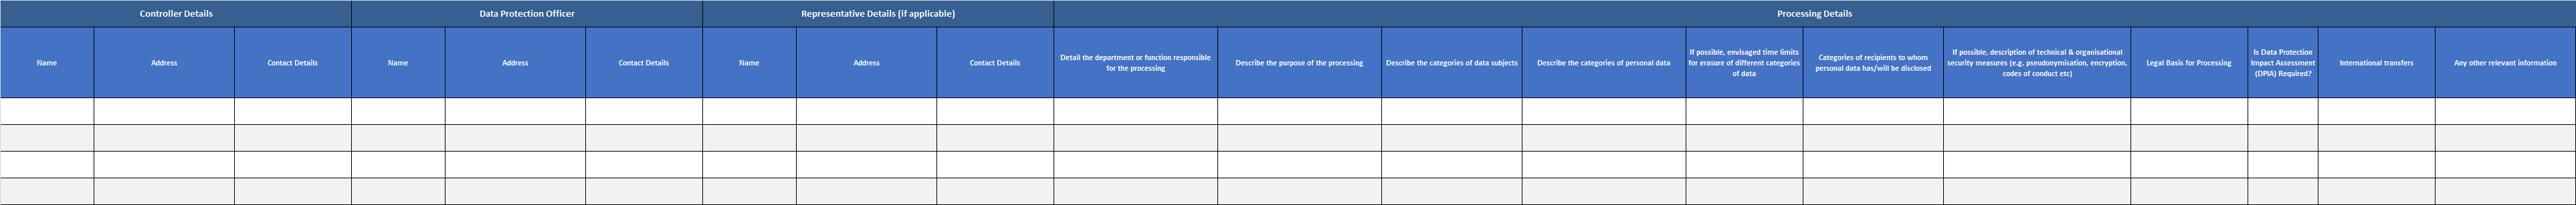 Controller Details
Data Protection Officer
Representative Details (if applicable)
Processing Details
Name
Address
Contact Details
Name
Address
Contact Details
Name
Address
Contact Details
Detail the department or function responsible
for the processing
Describe the purpose of the processing
Describe the categories of data subjects
Describe the categories of personal data
If possible, envisaged time limits
for erasure of different categories
of data
Categories of recipients to whom
personal data has/will be disclosed
If possible, description of technical & organisational
security measures (e.g. pseudonymisation, encryption,
codes of conduct etc)
Legal Basis for Processing
Is Data Protection
Impact Assessment
(DPIA) Required?
International transfers
Any other relevant information